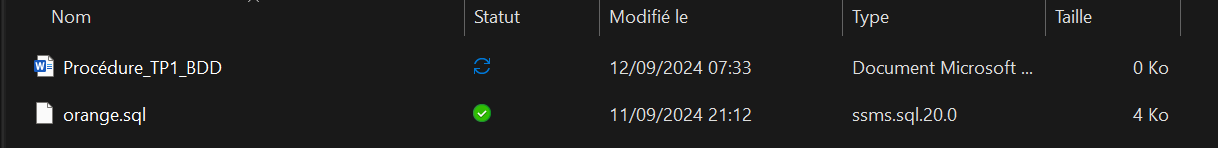 Nom Statut Modifié le Type Taille
Procédure_TP1_BDD 12/09/2024 07:33 Document Microsoft ... 0 Ko
orange.sql 11/09/2024 21:12 ssms.sql.20.0 4 Ko